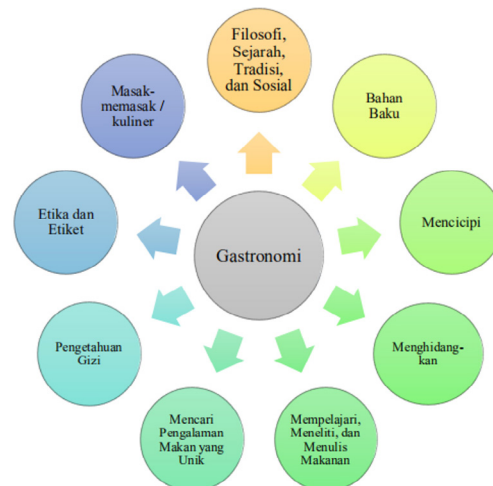 Filosofi,
Sejarah,
Tradisi,
dan Sosial
Bahan
Baku
Mencicipi
Menghidang-
kan
Mempelajari,
Meneliti, dan
Menulis
Makanan
Mencari
Pengalaman
Makan yang
Unik
Pengetahuan
Gizi
Etika dan
Etiket
Masak-
memasak /
kuliner
Gastronomi